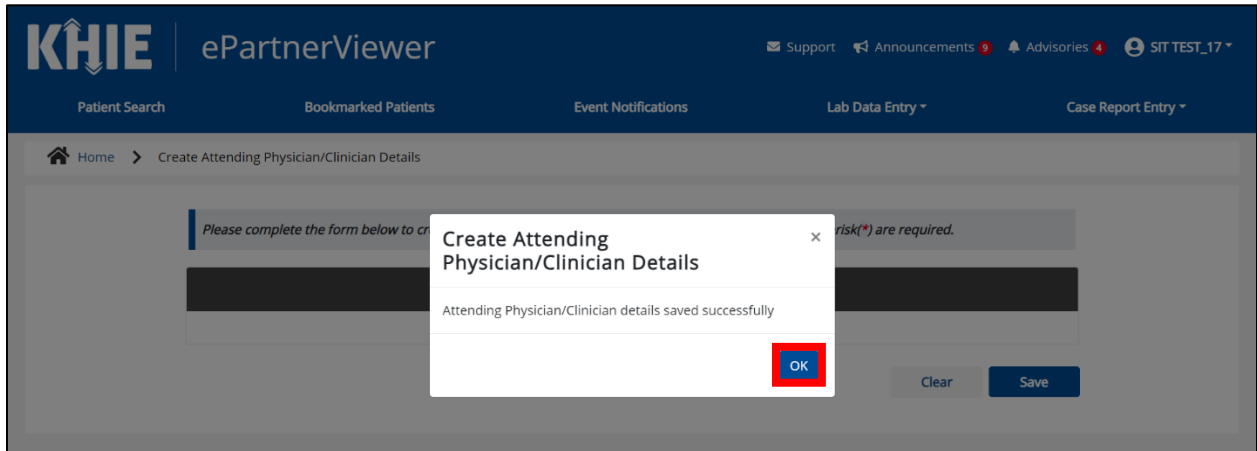 KHIE ePartnerViewer Support Announcements 9 Advisories 4 SIT TEST_17
Patient Search Bookmarked Patients Event Notifications Lab Data Entry Case Report Entry
Home Create Attending Physician/Clinician Details
Please complete the form below to cr
risk(*) are required.
Create Attending
Physician/Clinician Details
×
Attending Physician/Clinician details saved successfully
OK
Clear Save